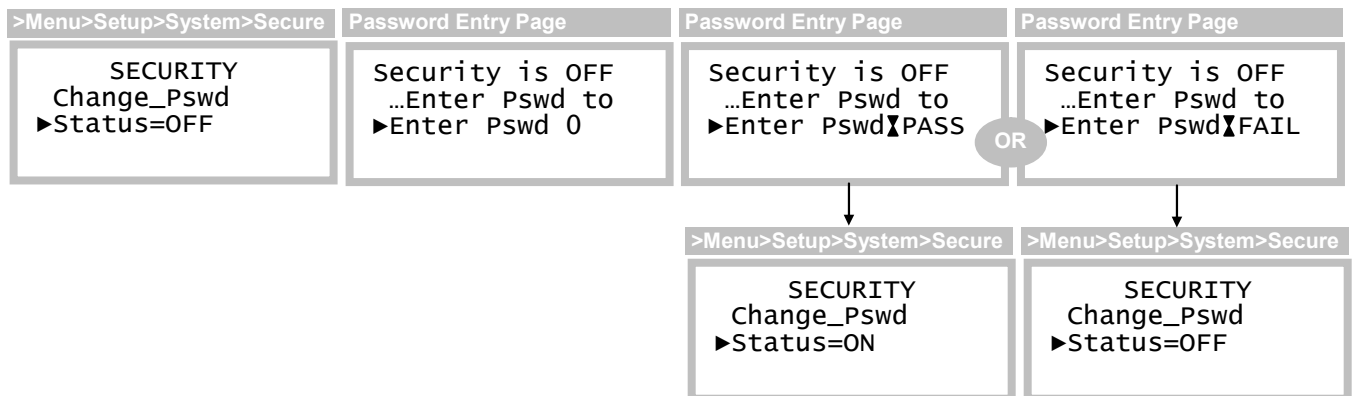 >Menu>Setup>System>Secure
SECURITY
Change_Pswd
►Status=OFF
Password Entry Page
Security is OFF
…Enter Pswd to
►Enter Pswd 0
Password Entry Page
Security is OFF
…Enter Pswd to
►Enter Pswd PASS
OR
Password Entry Page
Security is OFF
…Enter Pswd to
►Enter Pswd FAIL
>Menu>Setup>System>Secure
SECURITY
Change_Pswd
►Status=ON
>Menu>Setup>System>Secure
SECURITY
Change_Pswd
►Status=OFF